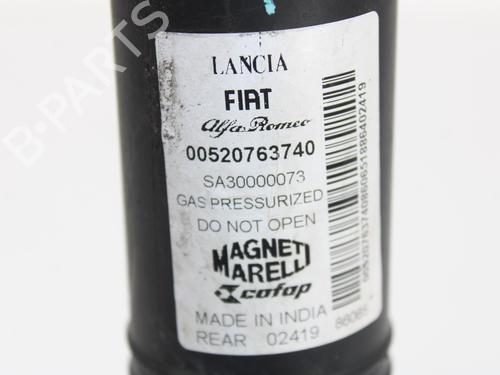 LANCIA
FIAT
Alfa Romeo
00520763740
SA30000073
GAS PRESSURIZED
DO NOT OPEN
MAGNETI
MARELLI
cofap
MADE IN INDIA
REAR 02419
00520763740860651886402419
86065
B-PARTS